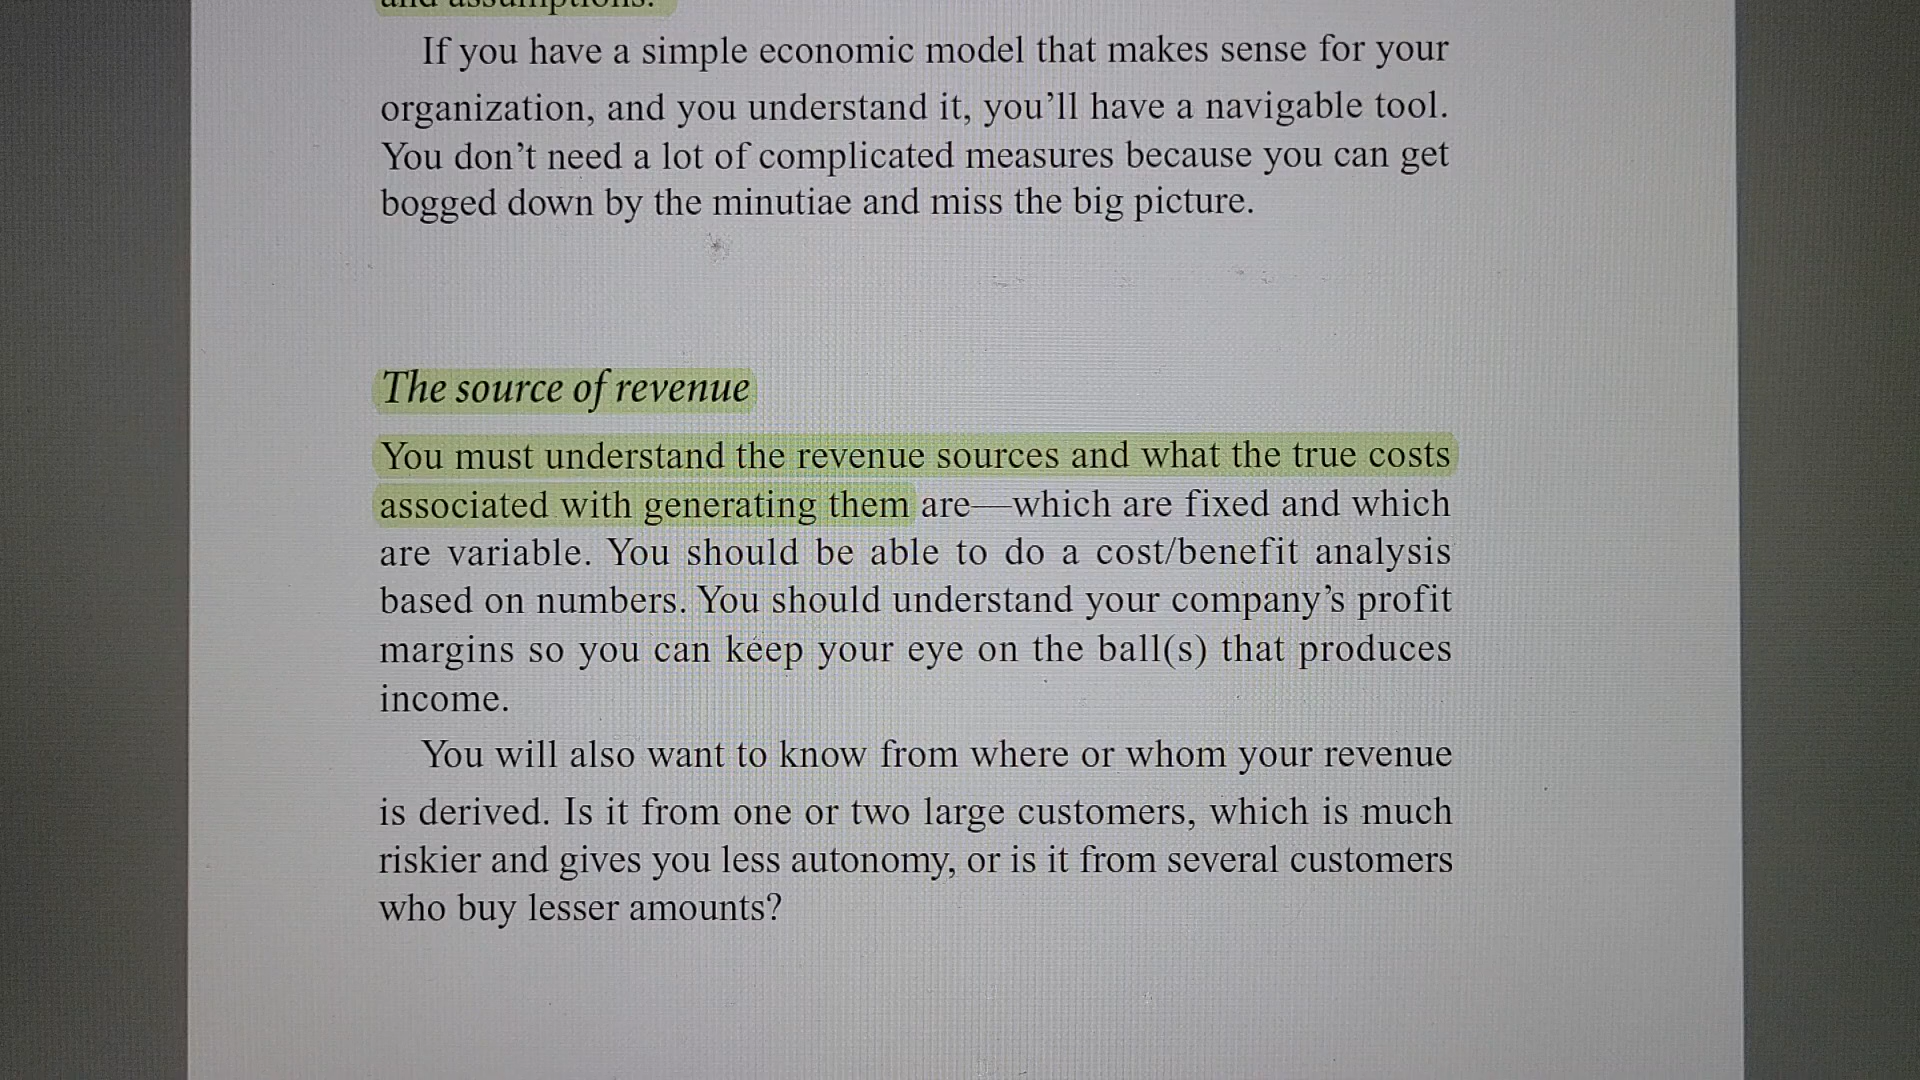 and assumptions.
If you have a simple economic model that makes sense for your
organization, and you understand it, you’ll have a navigable tool.
You don’t need a lot of complicated measures because you can get
bogged down by the minutiae and miss the big picture.
The source of revenue
You must understand the revenue sources and what the true costs
associated with generating them are—which are fixed and which
are variable. You should be able to do a cost/benefit analysis
based on numbers. You should understand your company’s profit
margins so you can keep your eye on the ball(s) that produces
income.
You will also want to know from where or whom your revenue
is derived. Is it from one or two large customers, which is much
riskier and gives you less autonomy, or is it from several customers
who buy lesser amounts?